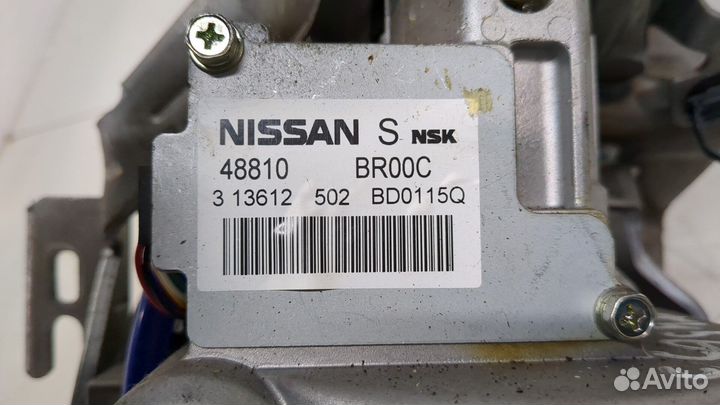 NISSAN S NSK
48810 BR00C
3 13612 502 BD0115Q
Avito